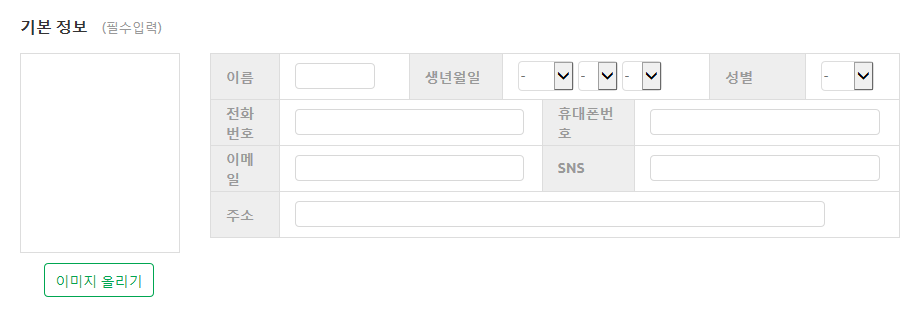 기본 정보 (필수입력)
이름 생년월일 - - - 성별 -
전화
번호
휴대폰번
호
이메
일
SNS
주소
이미지 올리기